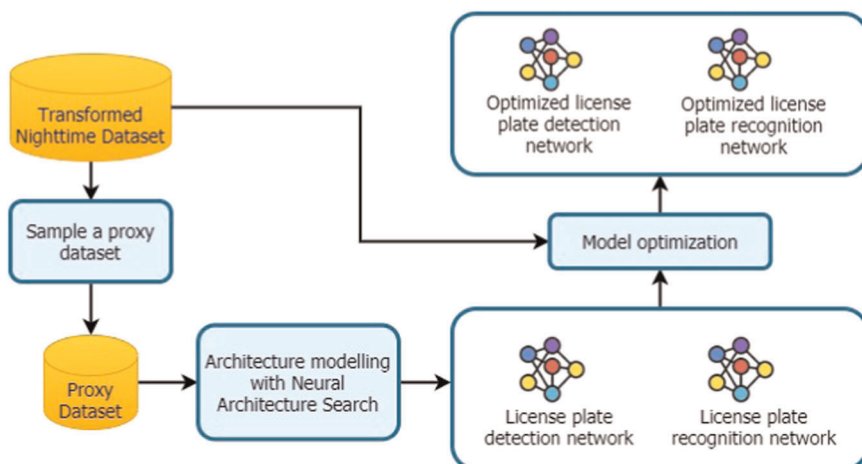 Transformed
Nighttime Dataset
Sample a proxy
dataset
Proxy
Dataset
Architecture modelling
with Neural
Architecture Search
License plate
detection network
License plate
recognition network
Model optimization
Optimized license
plate detection
network
Optimized license
plate recognition
network